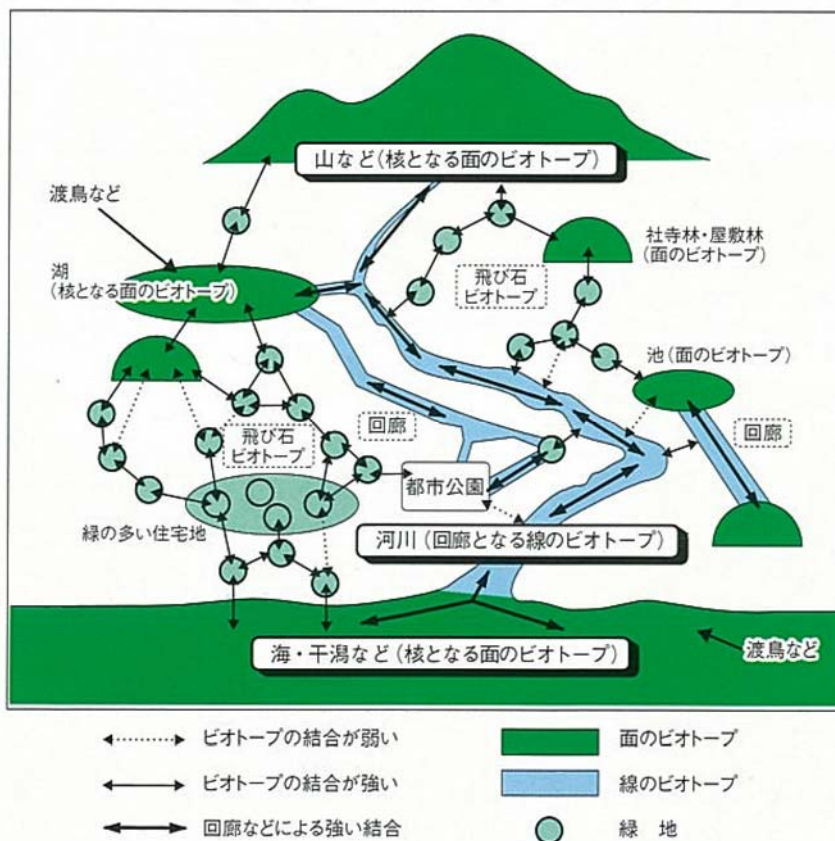 山など(核となる面のビオトープ)
渡鳥など
社寺林・屋敷林
(面のビオトープ)
湖
(核となる面のビオトープ)
飛び石
ビオトープ
池(面のビオトープ)
回廊
回廊
飛び石
ビオトープ
都市公園
緑の多い住宅地
河川(回廊となる線のビオトープ)
海・干潟など(核となる面のビオトープ)
渡鳥など
ビオトープの結合が弱い
面のビオトープ
ビオトープの結合が強い
線のビオトープ
回廊などによる強い結合
緑 地